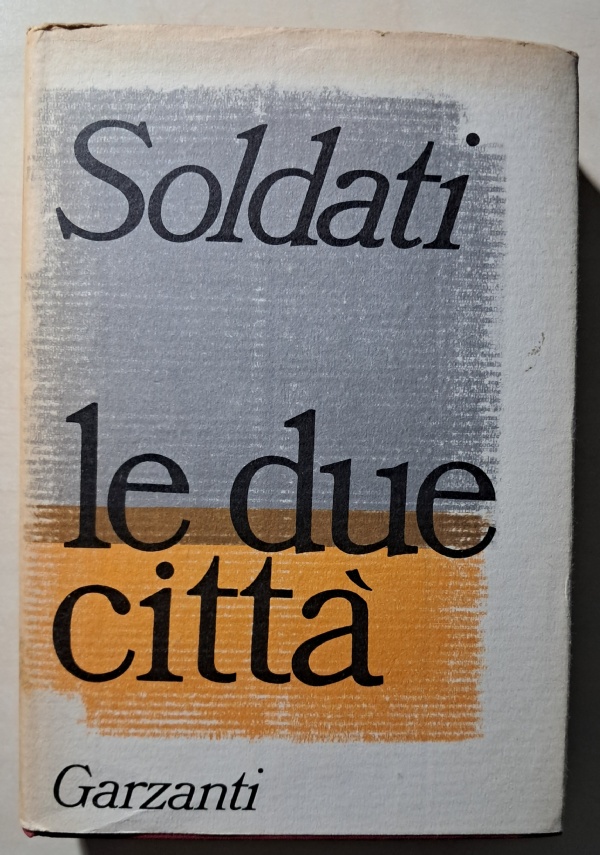 Soldati
le due
città
Garzanti